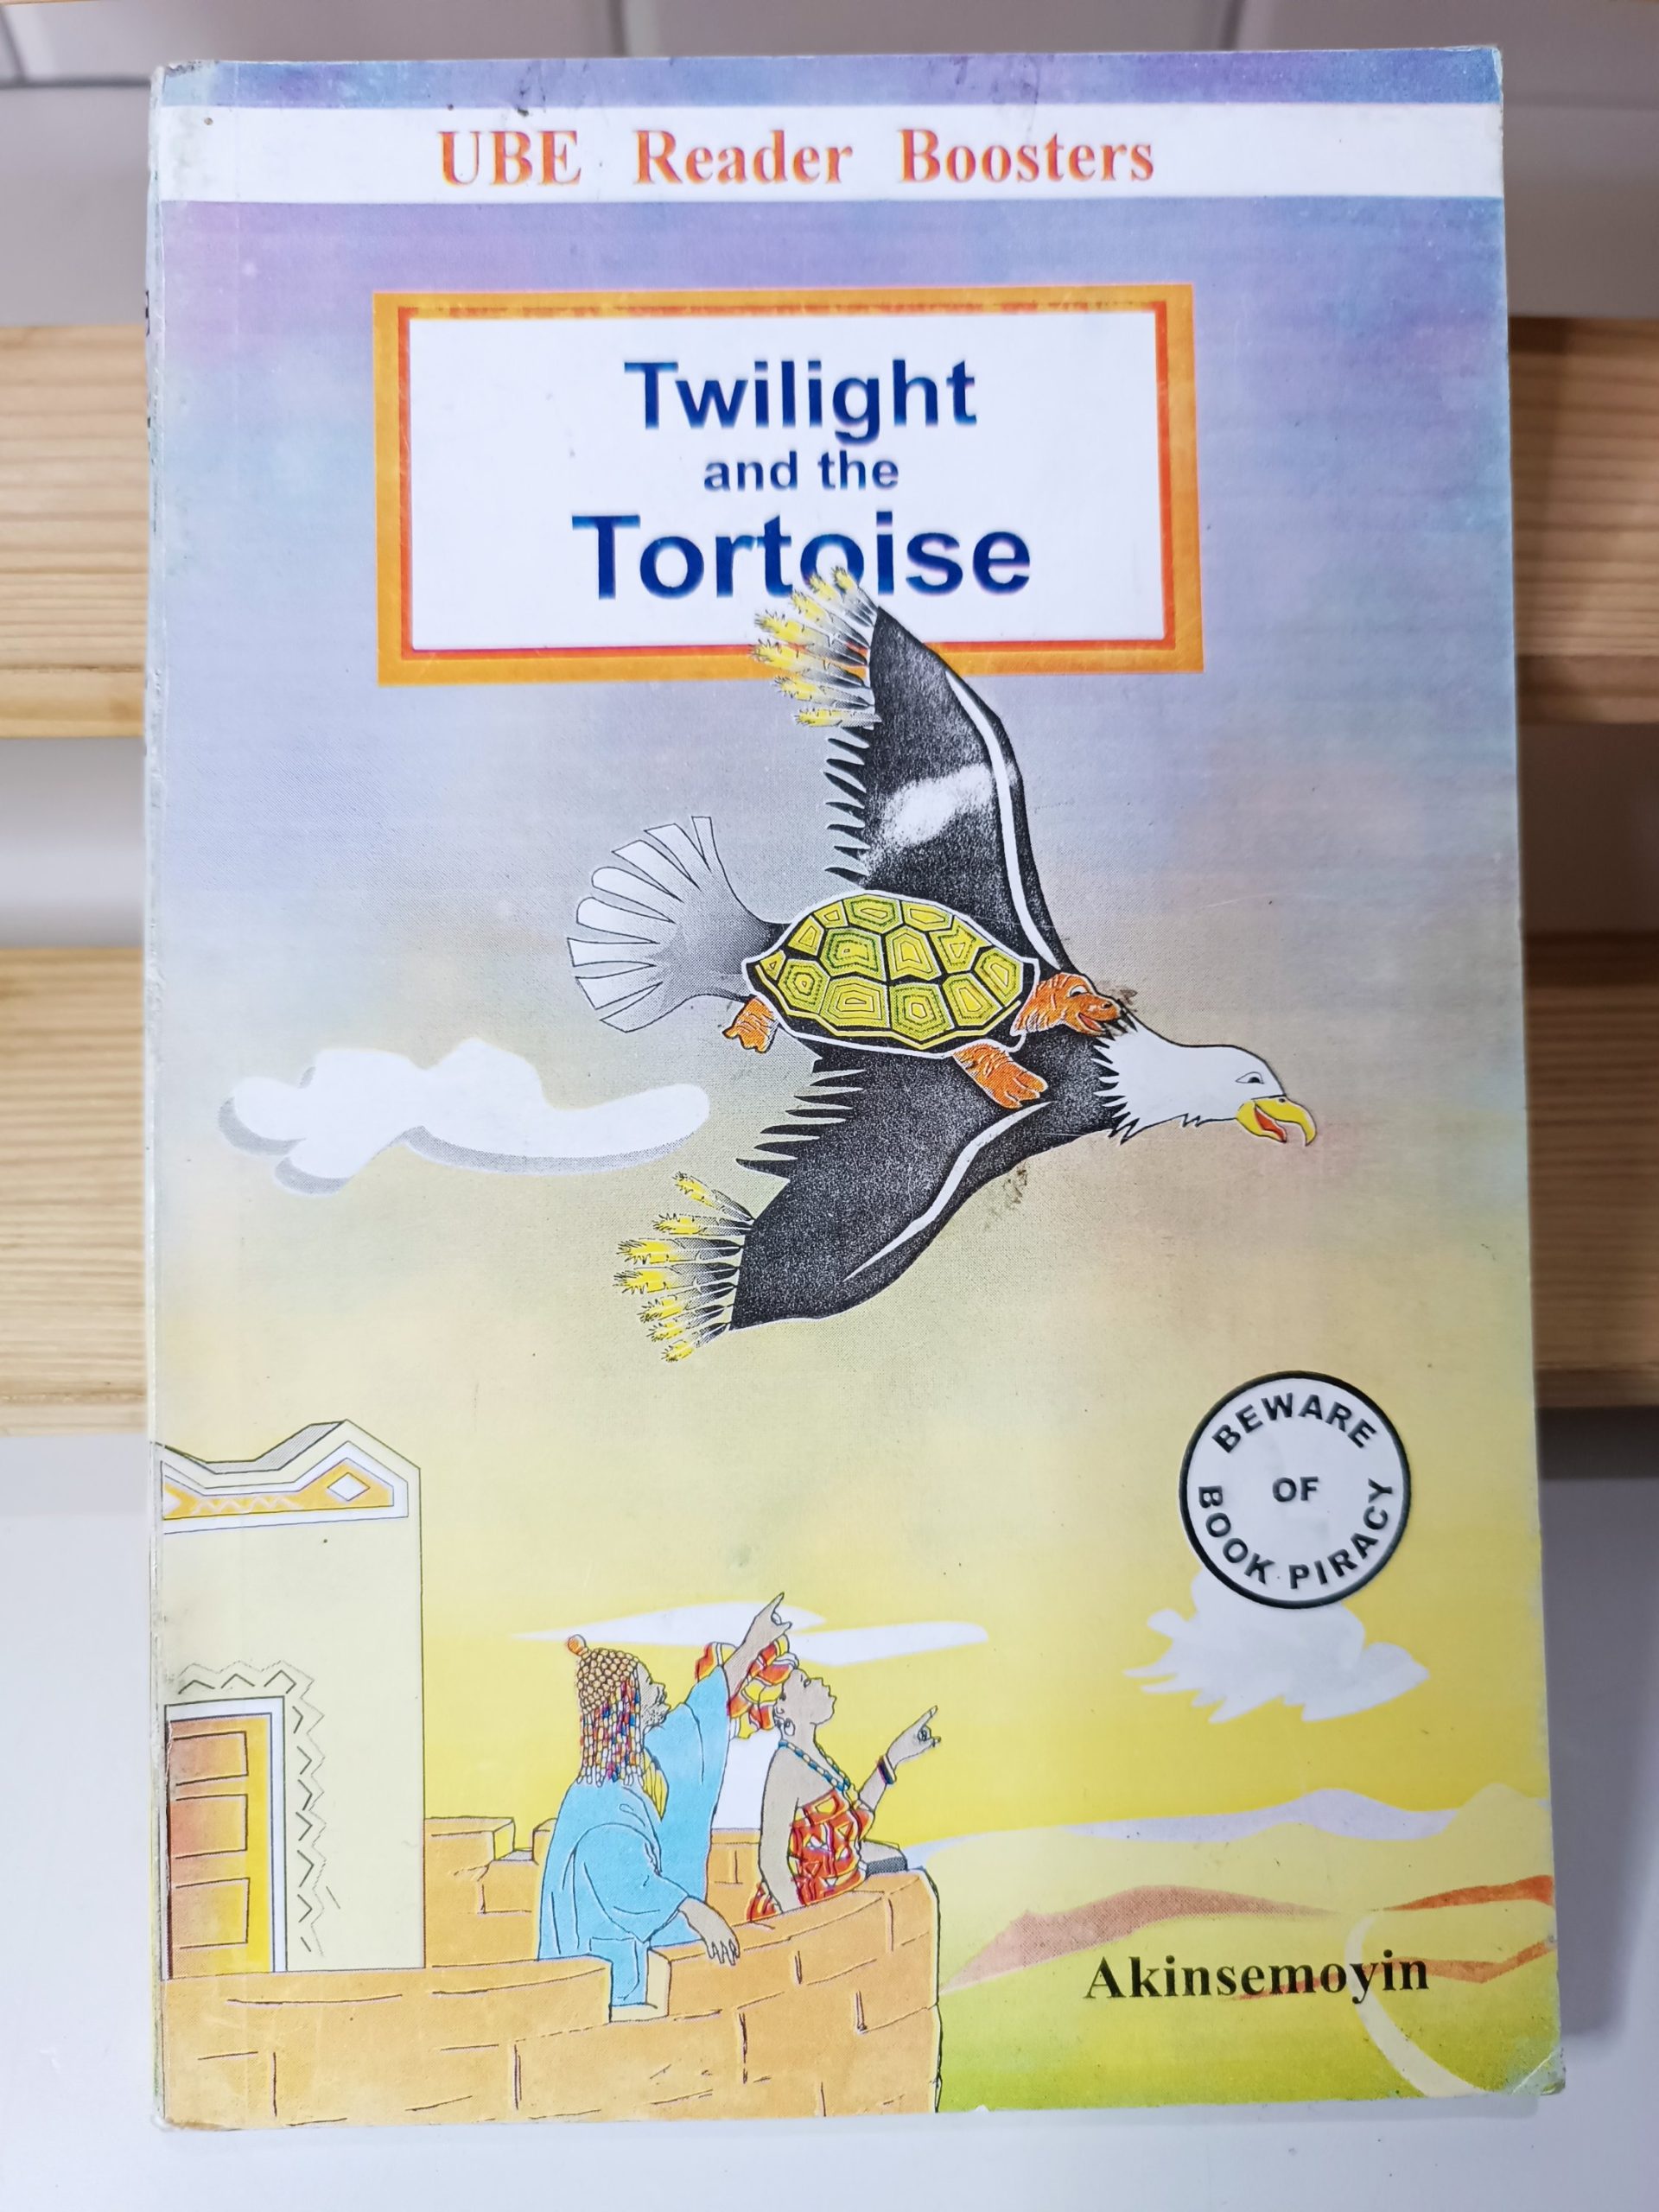 UBE Reader Boosters
Twilight
and the
Tortoise
BEWARE
OF
BOOK PIRACY
Akinsemoyin